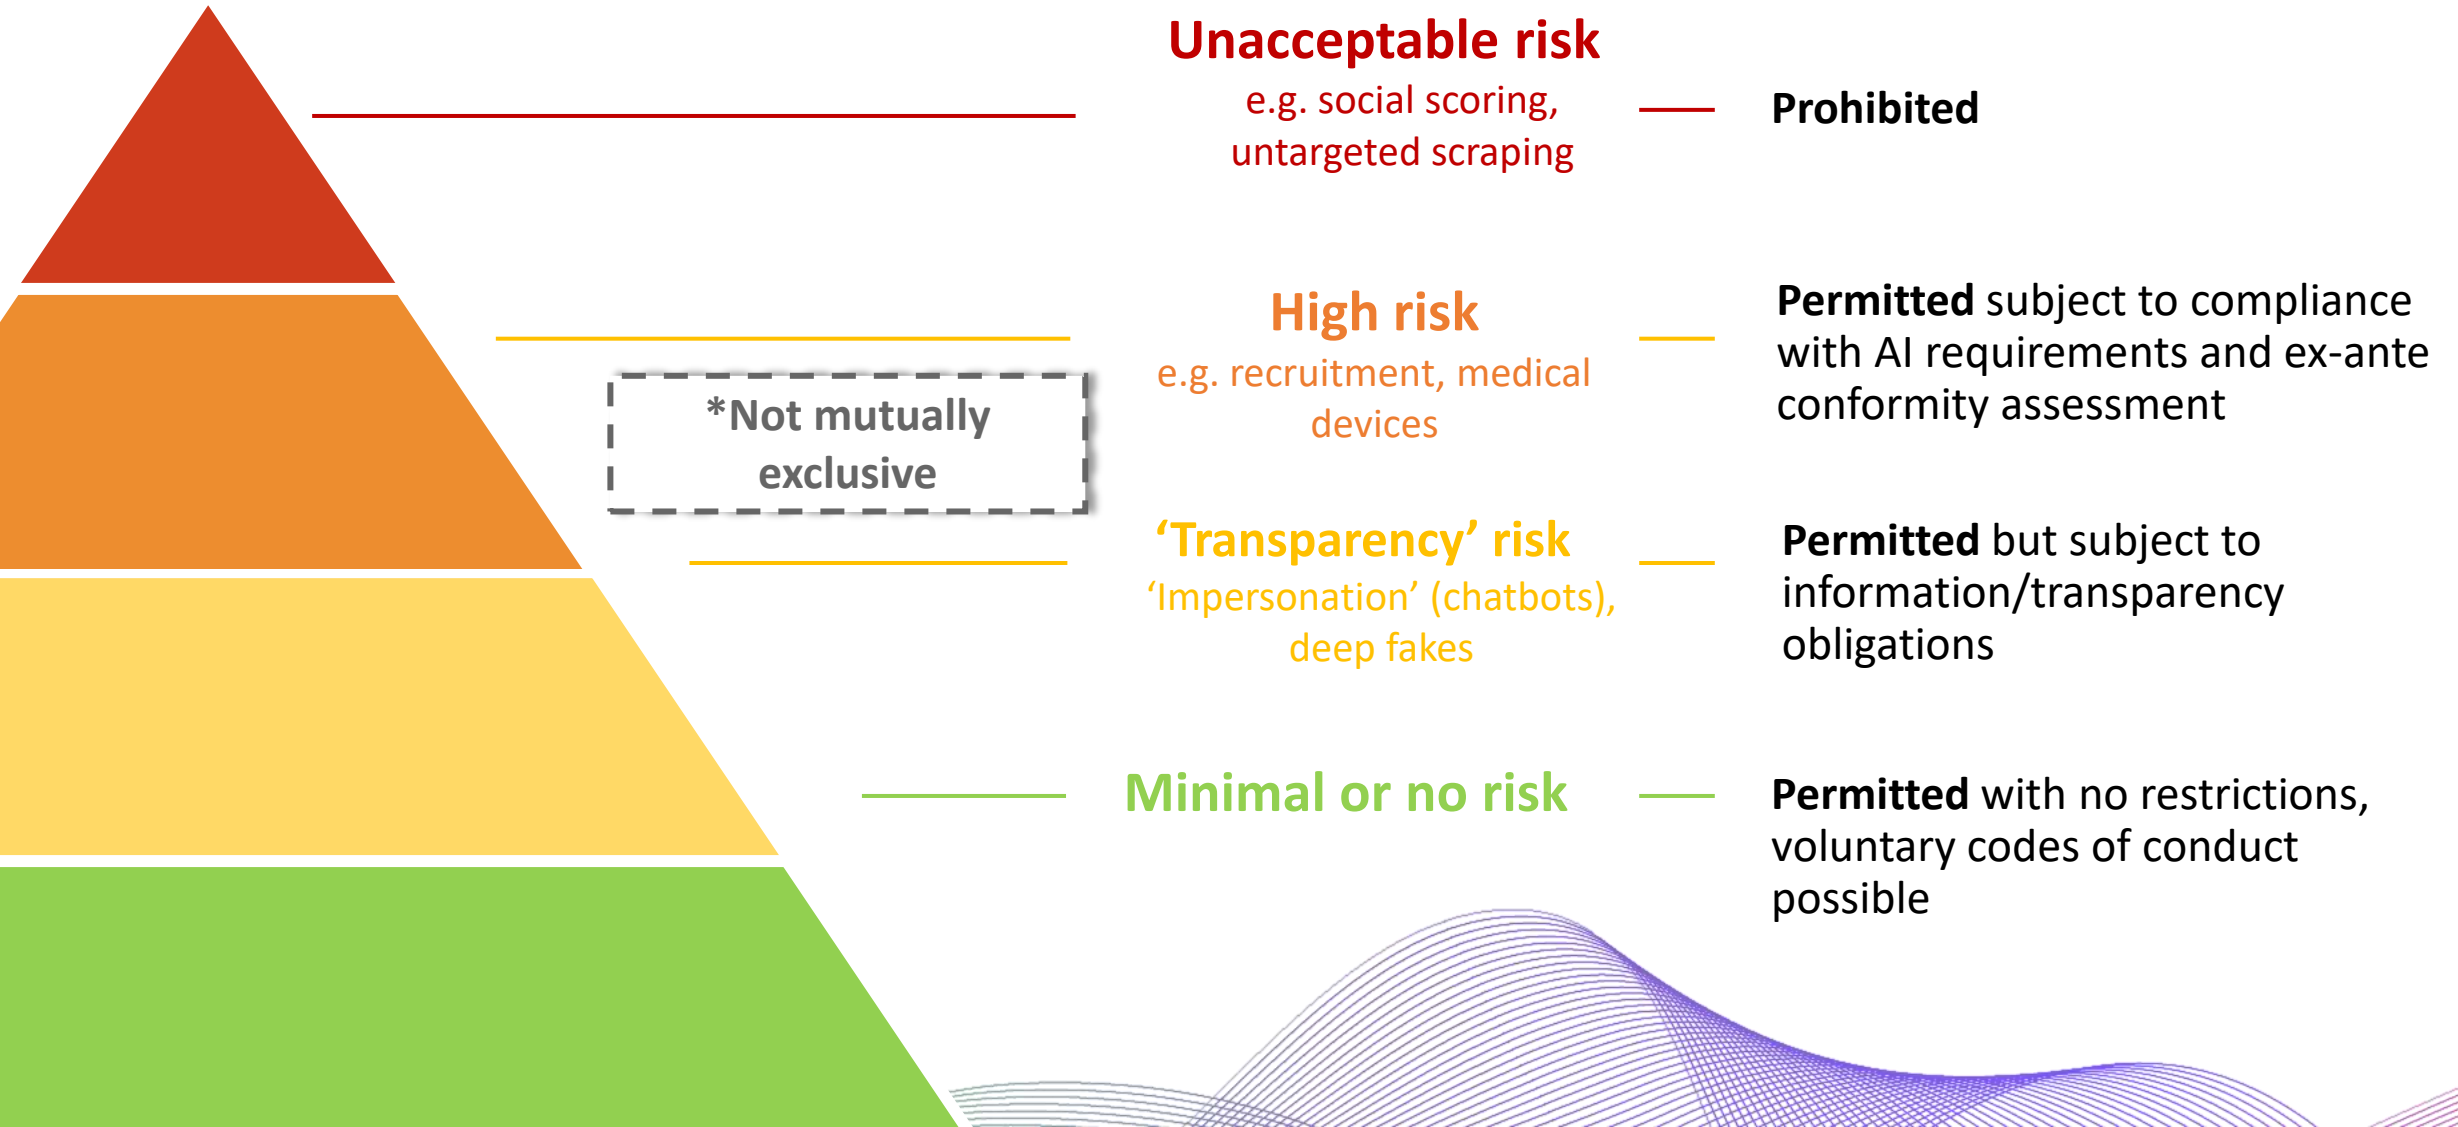 Unacceptable risk
e.g. social scoring,
untargeted scraping
Prohibited
High risk
e.g. recruitment, medical
devices
Permitted subject to compliance
with AI requirements and ex-ante
conformity assessment
*Not mutually
exclusive
‘Transparency’ risk
‘Impersonation’ (chatbots),
deep fakes
Permitted but subject to
information/transparency
obligations
Minimal or no risk
Permitted with no restrictions,
voluntary codes of conduct
possible